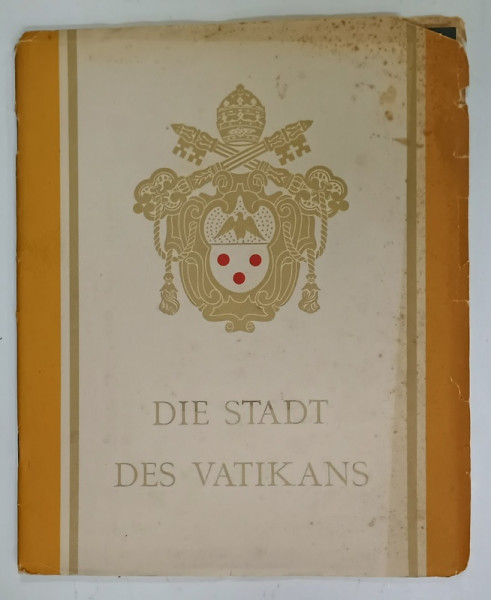 DIE STADT
DES VATIKANS